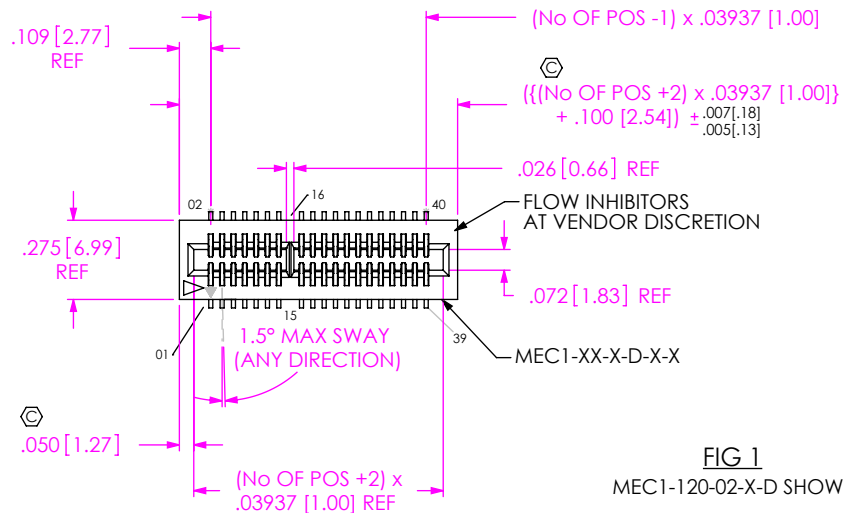 (No OF POS -1) x .03937 [1.00]
.109 [2.77]
REF
C
({(No OF POS +2) x .03937 [1.00]}
+ .100 [2.54]) ± .007[.18]
.005[.13]
.026 [0.66] REF
02
16
40
FLOW INHIBITORS
AT VENDOR DISCRETION
.275 [6.99]
REF
.072 [1.83] REF
01
15
39
1.5° MAX SWAY
(ANY DIRECTION)
MEC1-XX-X-D-X-X
C
.050 [1.27]
(No OF POS +2) x
.03937 [1.00] REF
FIG 1
MEC1-120-02-X-D SHOW